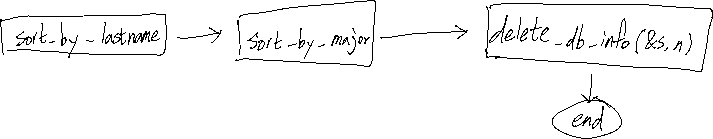 sort_by_lastname
sort_by_major
delete_db_info(&s,n)
end